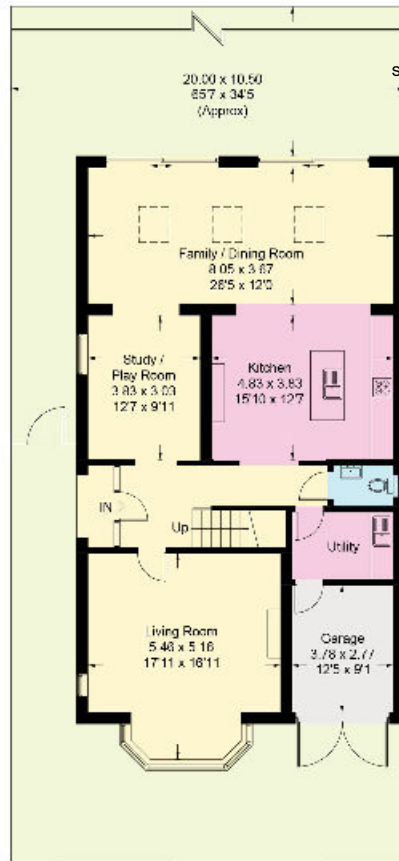 s
20.00 x 10.50
65'7 x 34'5
(Approx)
Family / Dining Room
8.05 x 3.67
26'5 x 12'0
Study /
Play Room
3.83 x 3.03
12'7 x 9'11
Kitchen
4.83 x 3.83
15'10 x 12'7
IN
Up
Utility
Living Room
5.46 x 5.16
17'11 x 16'11
Garage
3.78 x 2.77
12'5 x 9'1